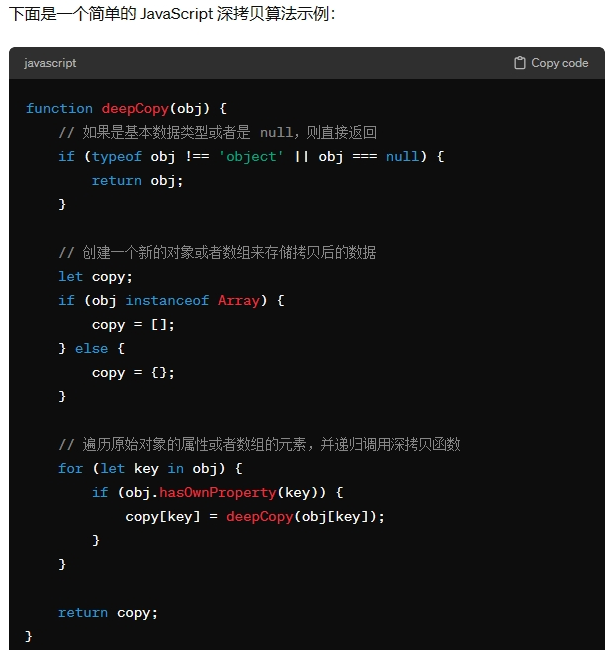 下面是一个简单的 JavaScript 深拷贝算法示例：
javascript
Copy code
function deepCopy(obj) {
    // 如果是基本数据类型或者是 null，则直接返回
    if (typeof obj !== 'object' || obj === null) {
        return obj;
    }
    // 创建一个新的对象或者数组来存储拷贝后的数据
    let copy;
    if (obj instanceof Array) {
        copy = [];
    } else {
        copy = {};
    }
    // 遍历原始对象的属性或者数组的元素，并递归调用深拷贝函数
    for (let key in obj) {
        if (obj.hasOwnProperty(key)) {
            copy[key] = deepCopy(obj[key]);
        }
    }
    return copy;
}